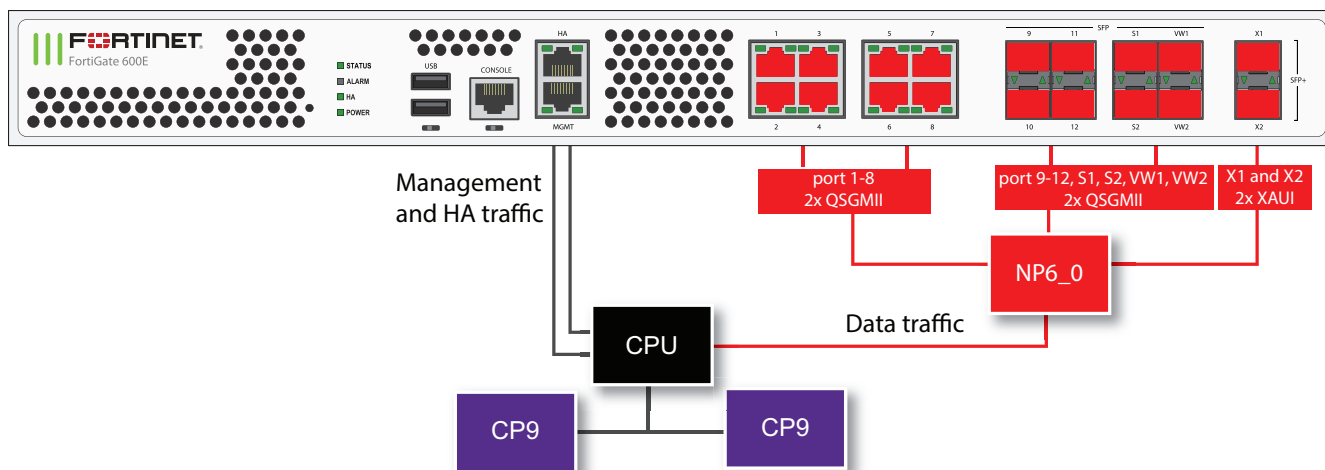 FORTINET
FortiGate 600E
STATUS
ALARM
HA
POWER
USB
CONSOLE
HA
MGMT
1 3
2 4
5 7
6 8
9 11 SFP S1 VW1
10 12 S2 VW2
X1
X2
SFP+
Management
and HA traffic
port 1-8
2x QSGMII
port 9-12, S1, S2, VW1, VW2
2x QSGMII
X1 and X2
2x XAUI
NP6_0
Data traffic
CPU
CP9
CP9